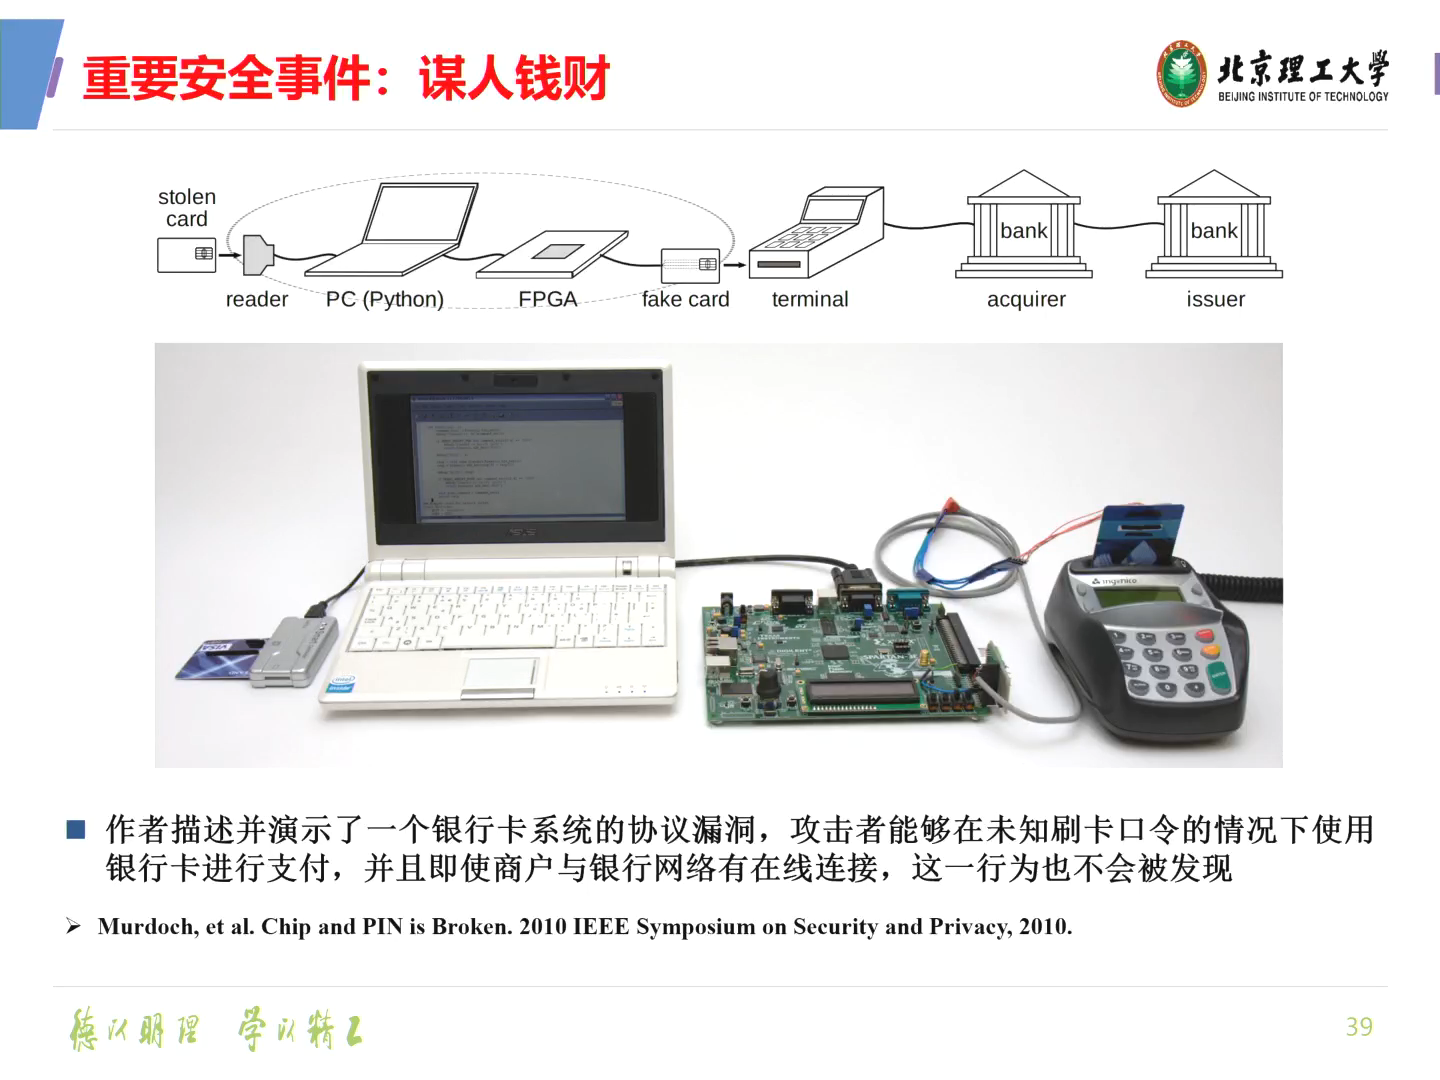 重要安全事件：谋人钱财
北京理工大学
BEIJING INSTITUTE OF TECHNOLOGY
stolen
card
bank
bank
reader
PC (Python)
FPGA
fake card
terminal
acquirer
issuer
intel
VISA
DIGILENT
SPARTAN-3E
ingenico
作者描述并演示了一个银行卡系统的协议漏洞，攻击者能够在未知刷卡口令的情况下使用
银行卡进行支付，并且即使商户与银行网络有在线连接，这一行为也不会被发现
Murdoch, et al. Chip and PIN is Broken. 2010 IEEE Symposium on Security and Privacy, 2010.
德以明理 学以精工
39